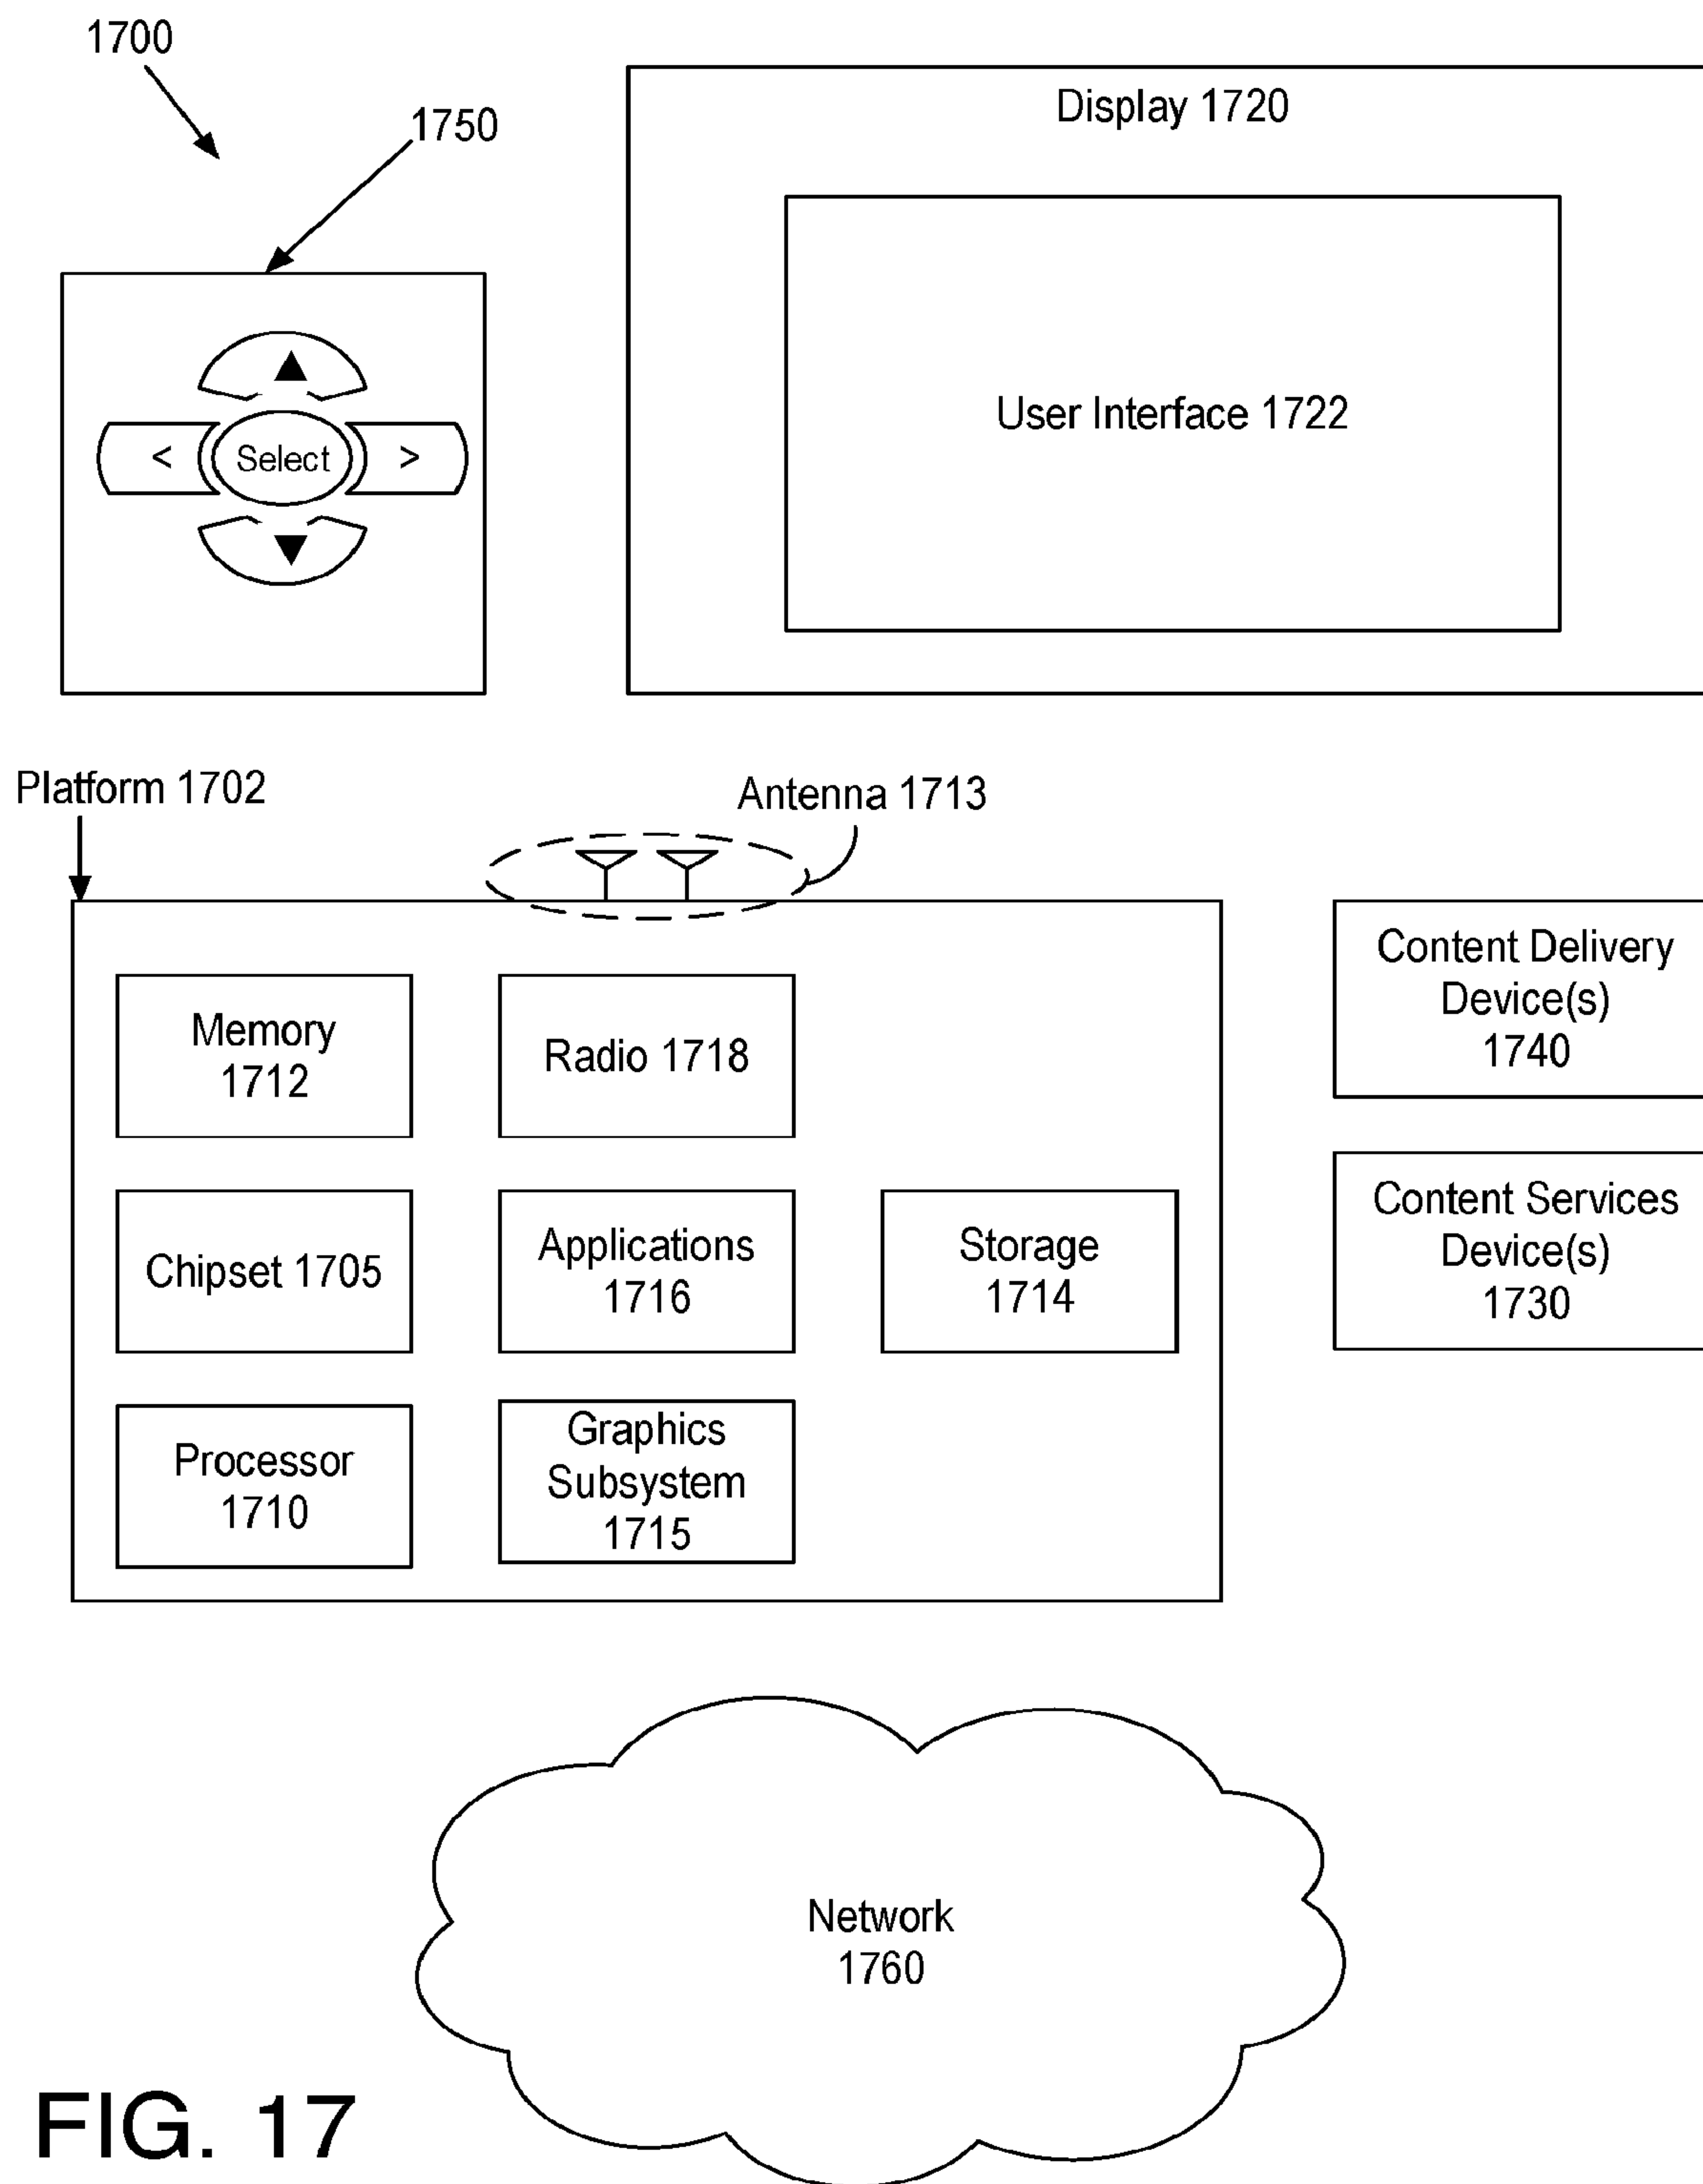 1700
1750
Display 1720
User Interface 1722
<
Select
>
Platform 1702
Antenna 1713
Memory
1712
Radio 1718
Content Delivery
Device(s)
1740
Chipset 1705
Applications
1716
Storage
1714
Content Services
Device(s)
1730
Processor
1710
Graphics
Subsystem
1715
Network
1760
FIG. 17